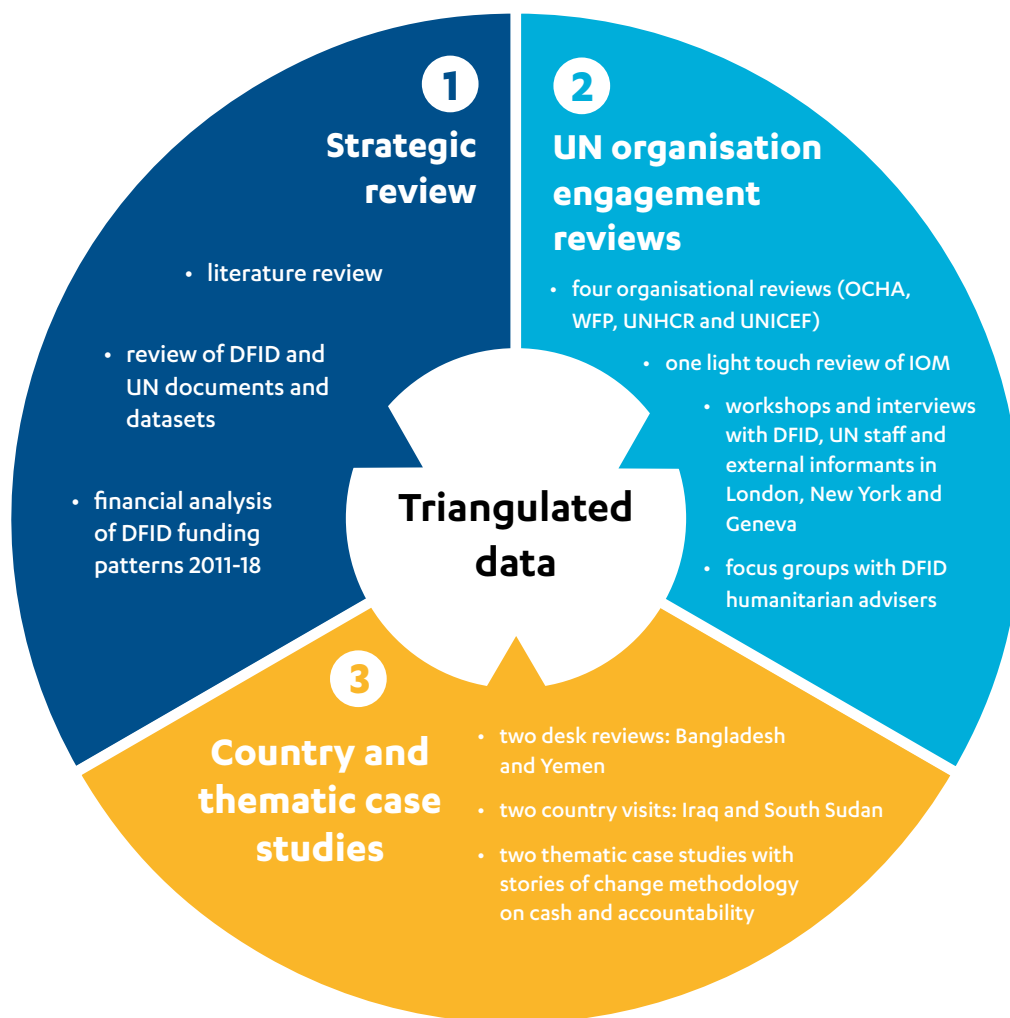 1
Strategic
review
• literature review
• review of DFID and
UN documents and
datasets
• financial analysis
of DFID funding
patterns 2011-18
2
UN organisation
engagement
reviews
• four organisational reviews (OCHA,
WFP, UNHCR and UNICEF)
• one light touch review of IOM
• workshops and interviews
with DFID, UN staff and
external informants in
London, New York and
Geneva
• focus groups with DFID
humanitarian advisers
Triangulated
data
3
Country and
thematic case
studies
• two desk reviews: Bangladesh
and Yemen
• two country visits: Iraq and South Sudan
• two thematic case studies with
stories of change methodology
on cash and accountability